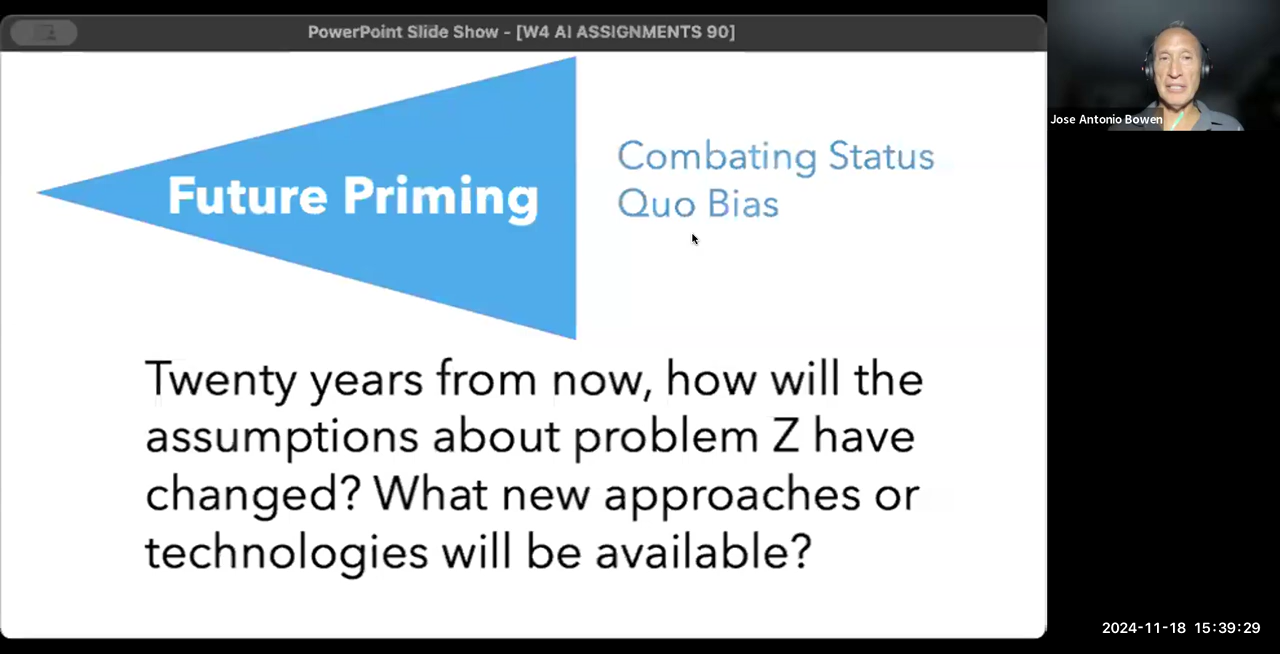 PowerPoint Slide Show - [W4 AI ASSIGNMENTS 90]
Future Priming
Combating Status
Quo Bias
Twenty years from now, how will the
assumptions about problem Z have
changed? What new approaches or
technologies will be available?
Jose Antonio Bowen
2024-11-18 15:39:29